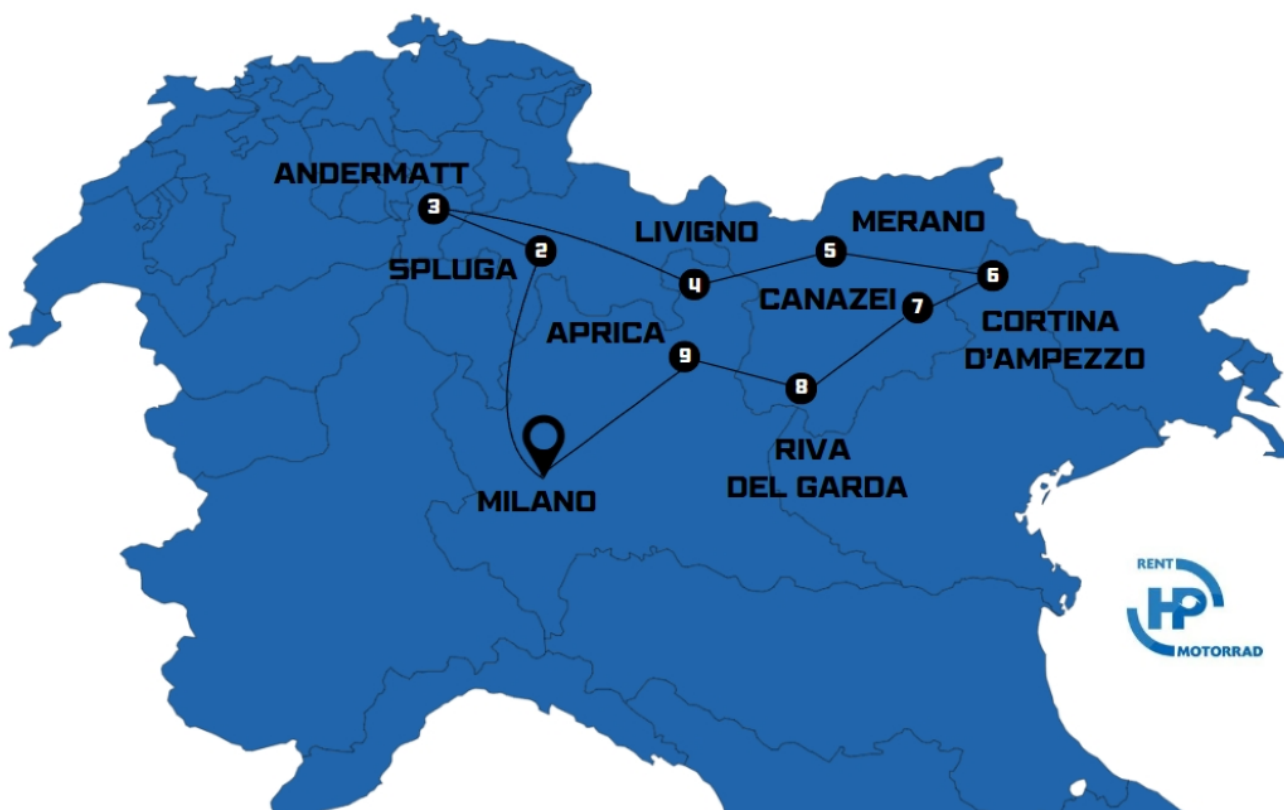 ANDERMATT
3
2
SPLUGA
LIVIGNO
4
MERANO
5
6
CANAZEI
7
CORTINA
D'AMPEZZO
APRICA
9
8
RIVA
DEL GARDA
MILANO
RENT
HP
MOTORRAD